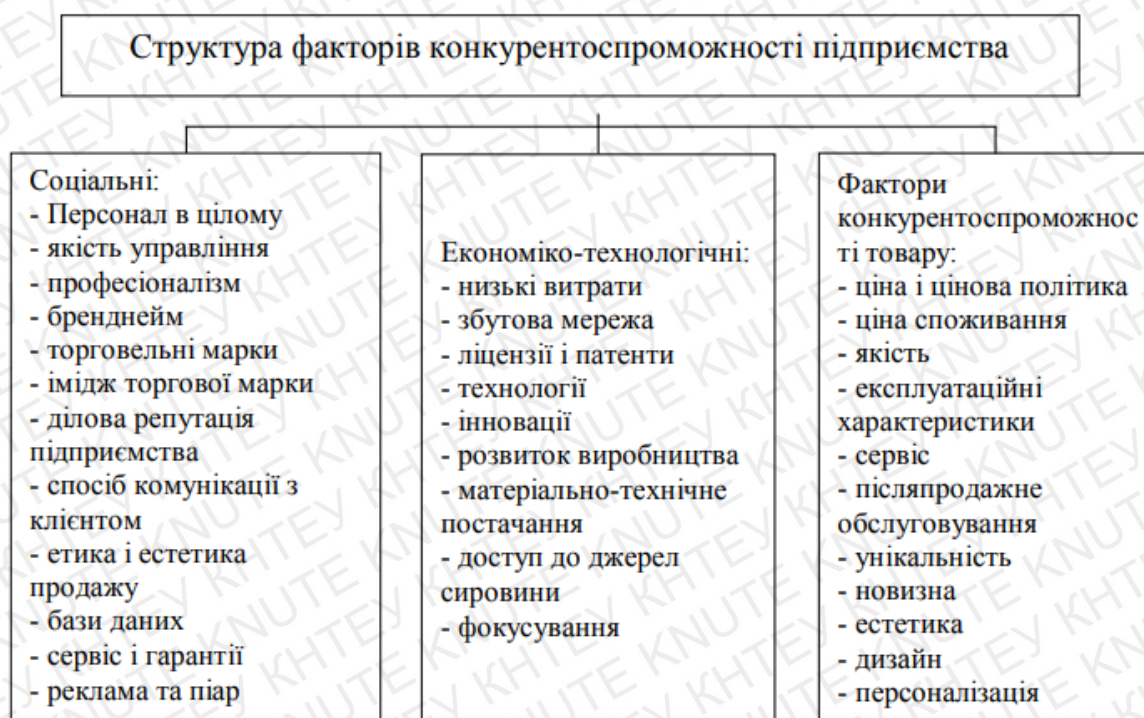 Структура факторів конкурентоспроможності підприємства
Соціальні:
- Персонал в цілому
- якість управління
- професіоналізм
- бренднейм
- торговельні марки
- імідж торгової марки
- ділова репутація
підприємства
- спосіб комунікації з
клієнтом
- етика і естетика
продажу
- бази даних
- сервіс і гарантії
- реклама та піар
Економіко-технологічні:
- низькі витрати
- збутова мережа
- ліцензії і патенти
- технології
- інновації
- розвиток виробництва
- матеріально-технічне
постачання
- доступ до джерел
сировини
- фокусування
Фактори
конкурентоспроможнос
ті товару:
- ціна і цінова політика
- ціна споживання
- якість
- експлуатаційні
характеристики
- сервіс
- післяпродажне
обслуговування
- унікальність
- новизна
- естетика
- дизайн
- персоналізація